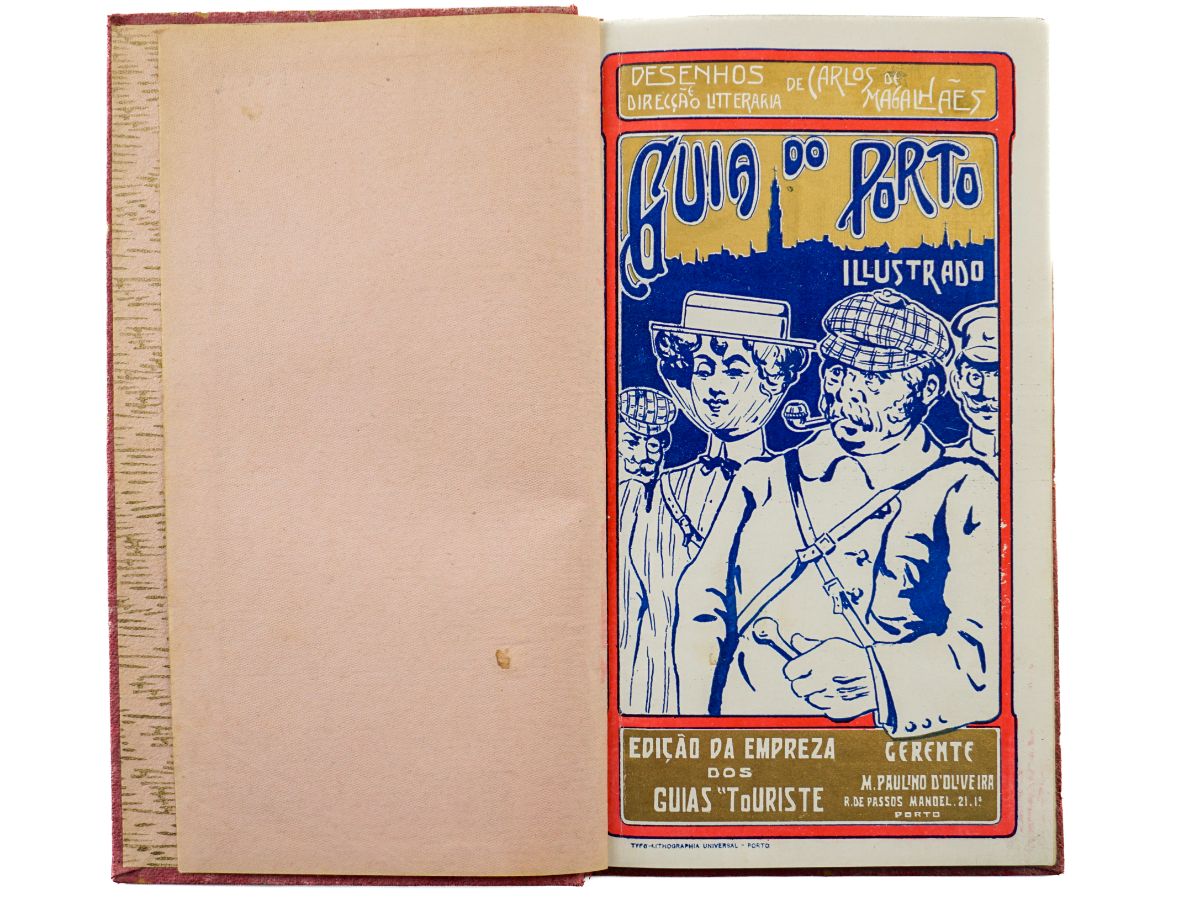 DESENHOS DE CARLOS DE
E DIRECÇÃO LITTERARIA MAGALHÃES
GUIA DO PORTO
ILLUSTRADO
EDIÇÃO DA EMPREZA
DOS
GUIAS "TOURISTE
GERENTE
M. PAULINO D'OLIVEIRA
R. DE PASSOS MANOEL. 21. 1º
PORTO
TYPO-LITHOGRAPHIA UNIVERSAL - PORTO